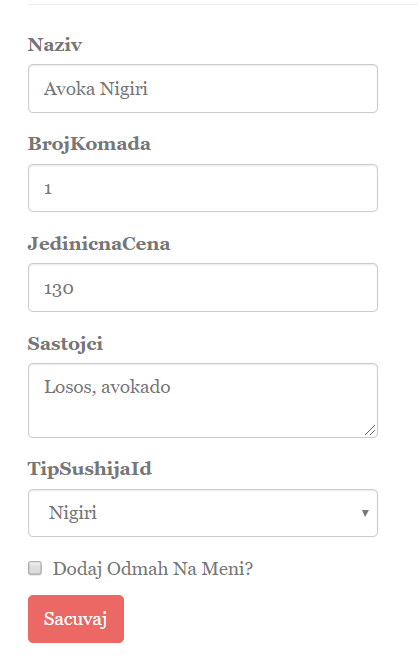 Naziv
Avoka Nigiri
BrojKomada
1
JedinicnaCena
130
Sastojci
Losos, avokado
TipSushijaId
Nigiri
Dodaj Odmah Na Meni?
Sacuvaj